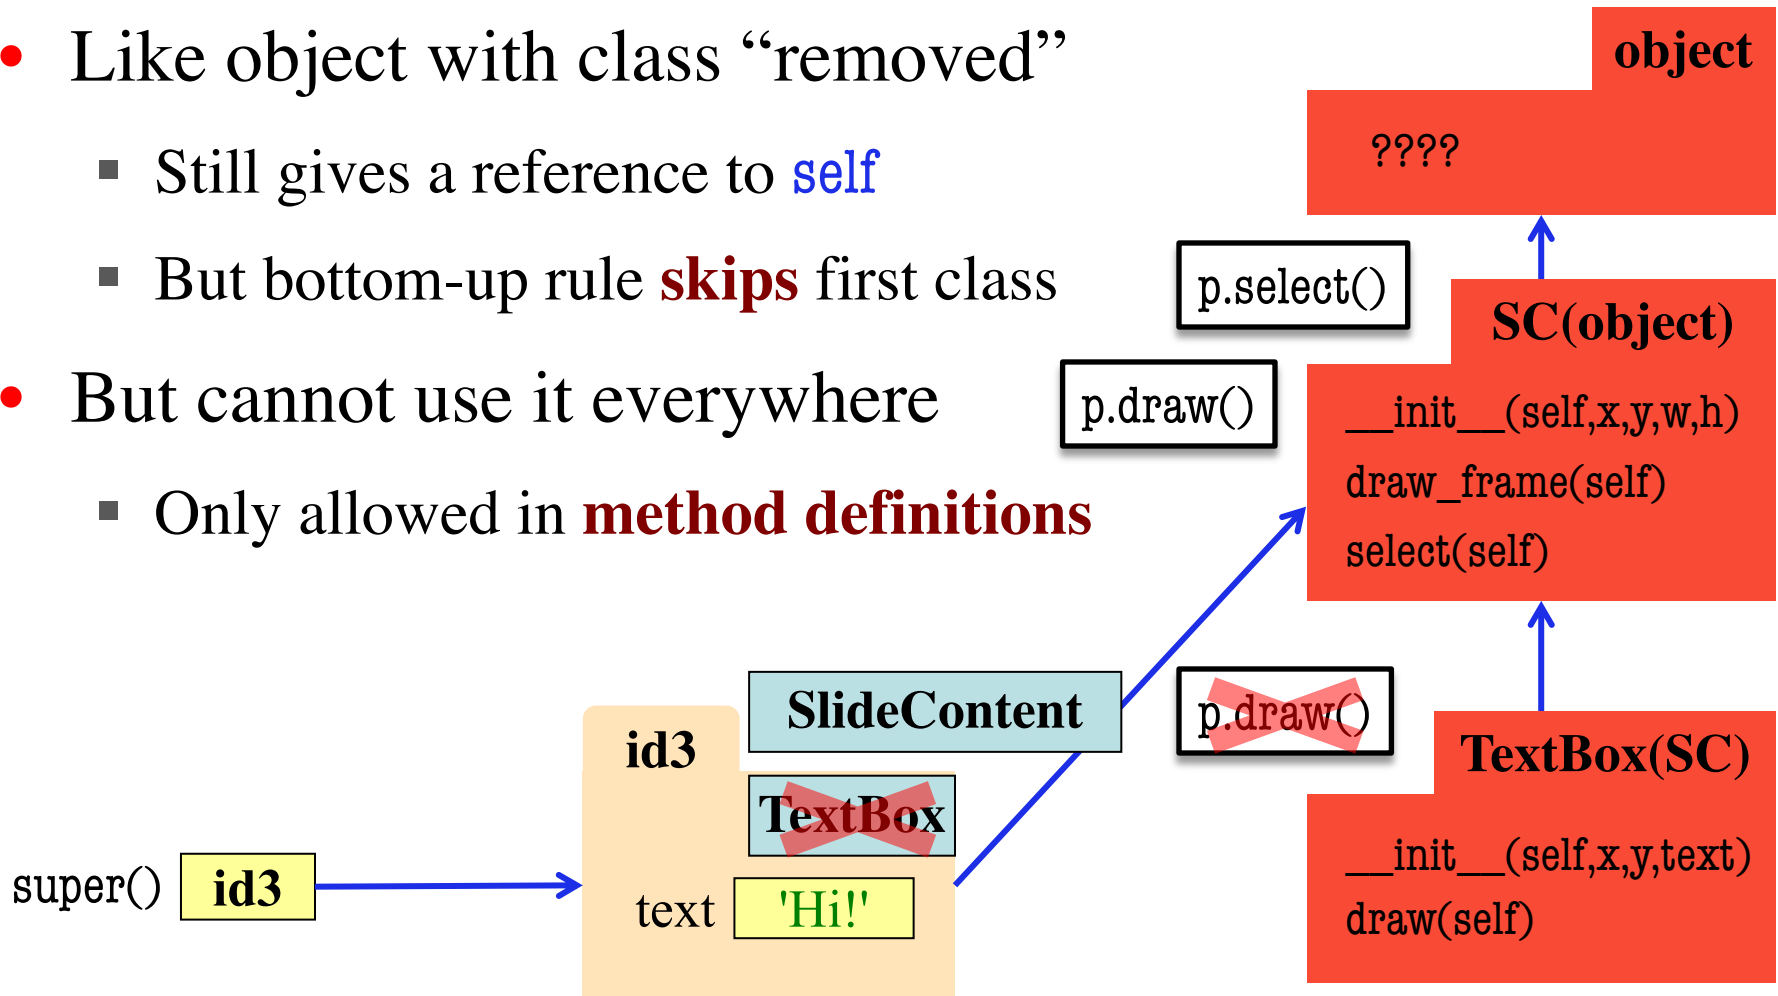 • Like object with class “removed”
▪ Still gives a reference to self
▪ But bottom-up rule skips first class
• But cannot use it everywhere
▪ Only allowed in method definitions
object
????
p.select()
SC(object)
p.draw()
__init__(self,x,y,w,h)
draw_frame(self)
select(self)
SlideContent
id3
TextBox
super() id3
text 'Hi!'
p.draw()
TextBox(SC)
__init__(self,x,y,text)
draw(self)